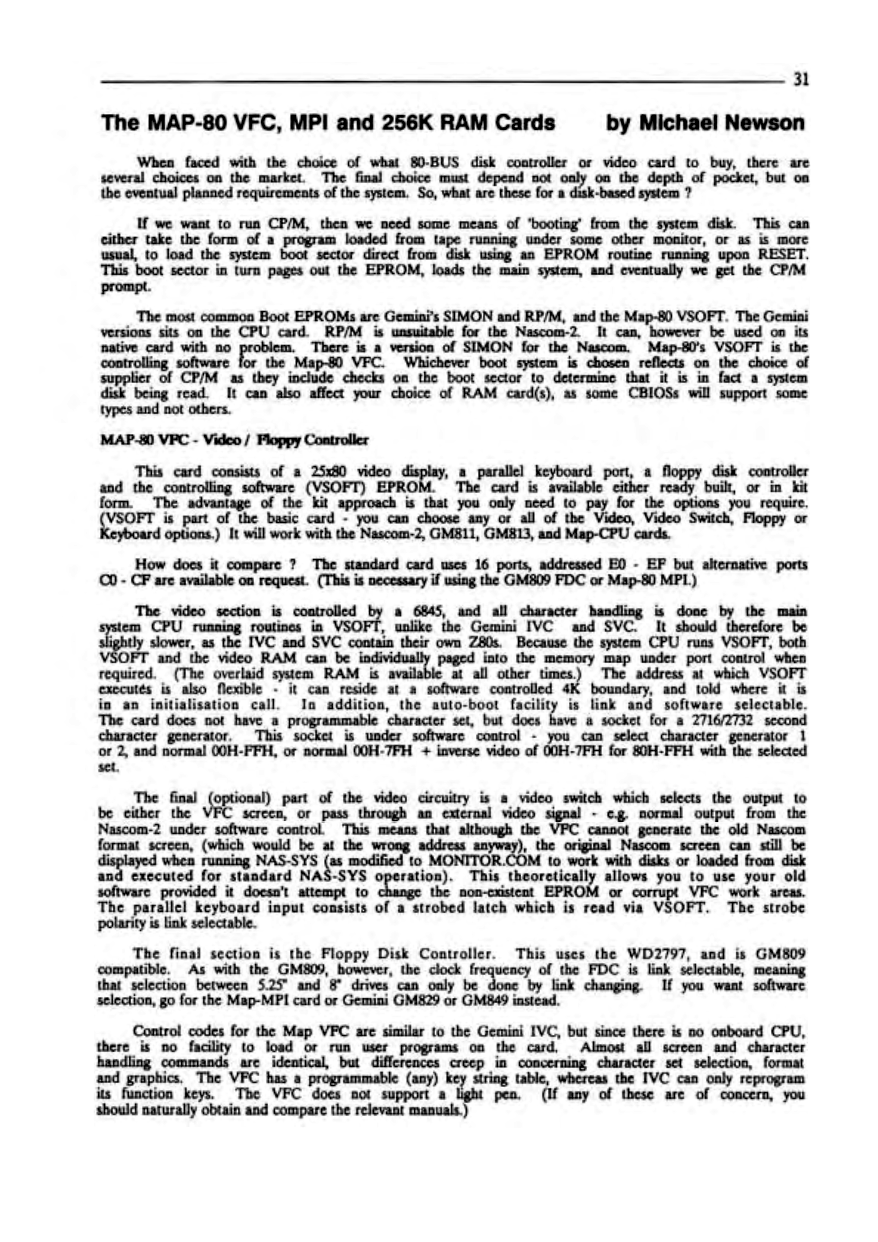 31
The MAP-80 VFC, MPI and 256K RAM Cards by Michael Newson
When faced with the choice of what 80-BUS disk controller or video card to buy, there are
several choices on the market. The final choice must depend not only on the depth of pocket, but on
the eventual planned requirements of the system. So, what are these for a disk-based system ?
If we want to run CP/M, then we need some means of 'booting' from the system disk. This can
either take the form of a program loaded from tape running under some other monitor, or as is more
usual, to load the system boot sector direct from disk using an EPROM routine running upon RESET.
This boot sector in turn pages out the EPROM, loads the main system, and eventually we get the CP/M
prompt.
The most common Boot EPROMs are Gemini's SIMON and RP/M, and the Map-80 VSOFT. The Gemini
versions sits on the CPU card. RP/M is unsuitable for the Nascom-2. It can, however be used on its
native card with no problem. There is a version of SIMON for the Nascom. Map-80's VSOFT is the
controlling software for the Map-80 VFC. Whichever boot system is chosen reflects on the choice of
supplier of CP/M as they include checks on the boot sector to determine that it is in fact a system
disk being read. It can also affect your choice of RAM card(s), as some CBIOSs will support some
types and not others.
MAP-80 VFC - Video / Floppy Controller
This card consists of a 25x80 video display, a parallel keyboard port, a floppy disk controller
and the controlling software (VSOFT) EPROM. The card is available either ready built, or in kit
form. The advantage of the kit approach is that you only need to pay for the options you require.
(VSOFT is part of the basic card - you can choose any or all of the Video, Video Switch, Floppy or
Keyboard options.) It will work with the Nascom-2, GM811, GM813, and Map-CPU cards.
How does it compare ? The standard card uses 16 ports, addressed E0 - EF but alternative ports
C0 - CF are available on request. (This is necessary if using the GM809 FDC or Map-80 MPI.)
The video section is controlled by a 6845, and all character handling is done by the main
system CPU running routines in VSOFT, unlike the Gemini IVC and SVC. It should therefore be
slightly slower, as the IVC and SVC contain their own Z80s. Because the system CPU runs VSOFT, both
VSOFT and the video RAM can be individually paged into the memory map under port control when
required. (The overlaid system RAM is available at all other times.) The address at which VSOFT
executes is also flexible - it can reside at a software controlled 4K boundary, and told where it is
in an initialisation call. In addition, the auto-boot facility is link and software selectable.
The card does not have a programmable character set, but does have a socket for a 2716/2732 second
character generator. This socket is under software control - you can select character generator 1
or 2, and normal 00H-FFH, or normal 00H-7FH + inverse video of 00H-7FH for 80H-FFH with the selected
set.
The final (optional) part of the video circuitry is a video switch which selects the output to
be either the VFC screen, or pass through an external video signal - e.g. normal output from the
Nascom-2 under software control. This means that although the VFC cannot generate the old Nascom
format screen, (which would be at the wrong address anyway), the original Nascom screen can still be
displayed when running NAS-SYS (as modified to MONITOR.COM to work with disks or loaded from disk
and executed for standard NAS-SYS operation). This theoretically allows you to use your old
software provided it doesn't attempt to change the non-existent EPROM or corrupt VFC work areas.
The parallel keyboard input consists of a strobed latch which is read via VSOFT. The strobe
polarity is link selectable.
The final section is the Floppy Disk Controller. This uses the WD2797, and is GM809
compatible. As with the GM809, however, the clock frequency of the FDC is link selectable, meaning
that selection between 5.25" and 8" drives can only be done by link changing. If you want software
selection, go for the Map-MPI card or Gemini GM829 or GM849 instead.
Control codes for the Map VFC are similar to the Gemini IVC, but since there is no onboard CPU,
there is no facility to load or run user programs on the card. Almost all screen and character
handling commands are identical, but differences creep in concerning character set selection, format
and graphics. The VFC has a programmable (any) key string table, whereas the IVC can only reprogram
its function keys. The VFC does not support a light pen. (If any of these are of concern, you
should naturally obtain and compare the relevant manuals.)